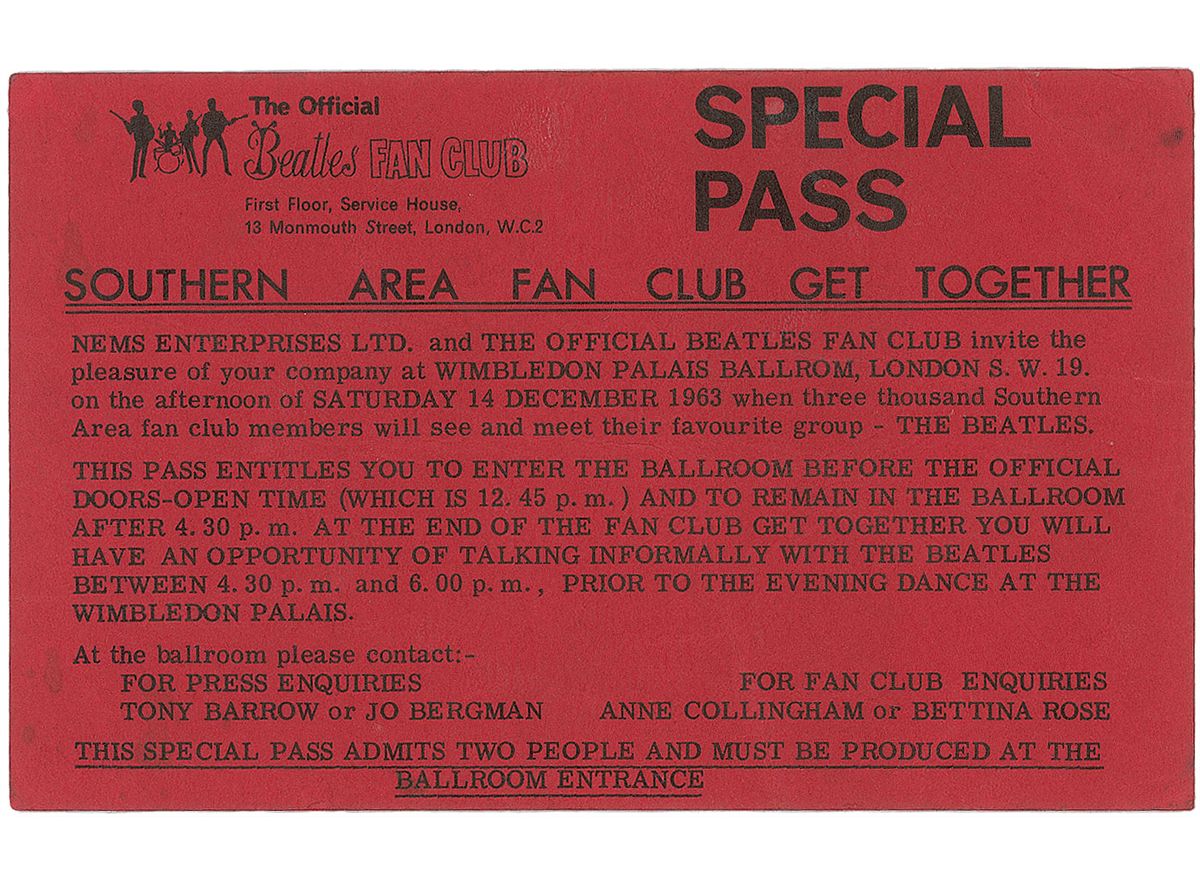 The Official
Beatles FAN CLUB
First Floor, Service House,
13 Monmouth Street, London, W.C.2
SPECIAL
PASS
SOUTHERN AREA FAN CLUB GET TOGETHER
NEMS ENTERPRISES LTD. and THE OFFICIAL BEATLES FAN CLUB invite the
pleasure of your company at WIMBLEDON PALAIS BALLROM, LONDON S. W. 19.
on the afternoon of SATURDAY 14 DECEMBER 1963 when three thousand Southern
Area fan club members will see and meet their favourite group - THE BEATLES.
THIS PASS ENTITLES YOU TO ENTER THE BALLROOM BEFORE THE OFFICIAL
DOORS-OPEN TIME (WHICH IS 12. 45 p. m. ) AND TO REMAIN IN THE BALLROOM
AFTER 4. 30 p. m. AT THE END OF THE FAN CLUB GET TOGETHER YOU WILL
HAVE AN OPPORTUNITY OF TALKING INFORMALLY WITH THE BEATLES
BETWEEN 4. 30 p. m. and 6.00 p. m. , PRIOR TO THE EVENING DANCE AT THE
WIMBLEDON PALAIS.
At the ballroom please contact:-
FOR PRESS ENQUIRIES FOR FAN CLUB ENQUIRIES
TONY BARROW or JO BERGMAN ANNE COLLINGHAM or BETTINA ROSE
THIS SPECIAL PASS ADMITS TWO PEOPLE AND MUST BE PRODUCED AT THE
BALLROOM ENTRANCE